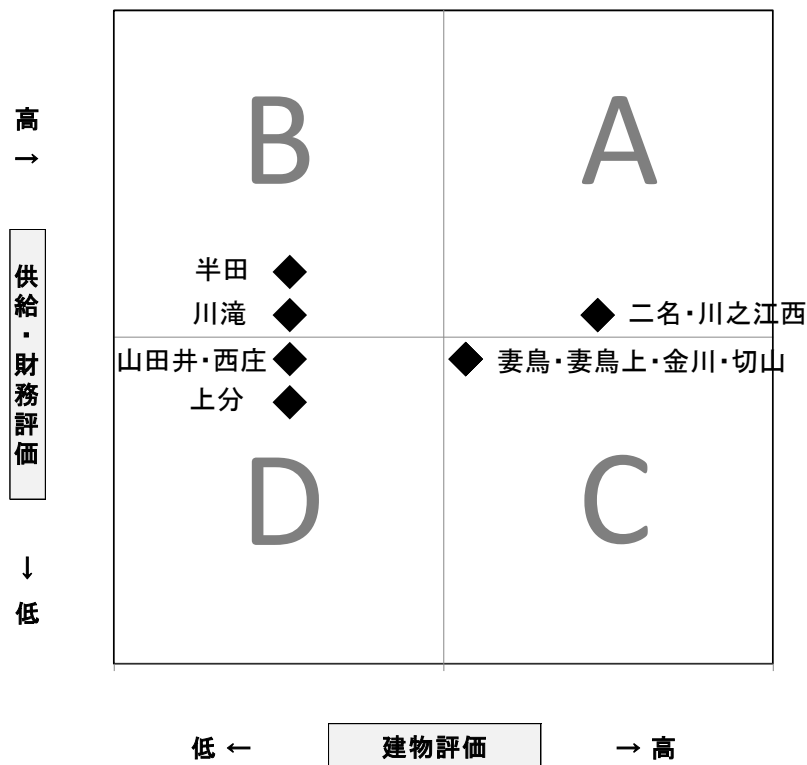 B
A
高
→
供給・財務評価
半田
川滝
二名・川之江西
山田井・西庄
妻鳥・妻鳥上・金川・切山
上分
D
C
↓
低
低 ←
建物評価
→ 高